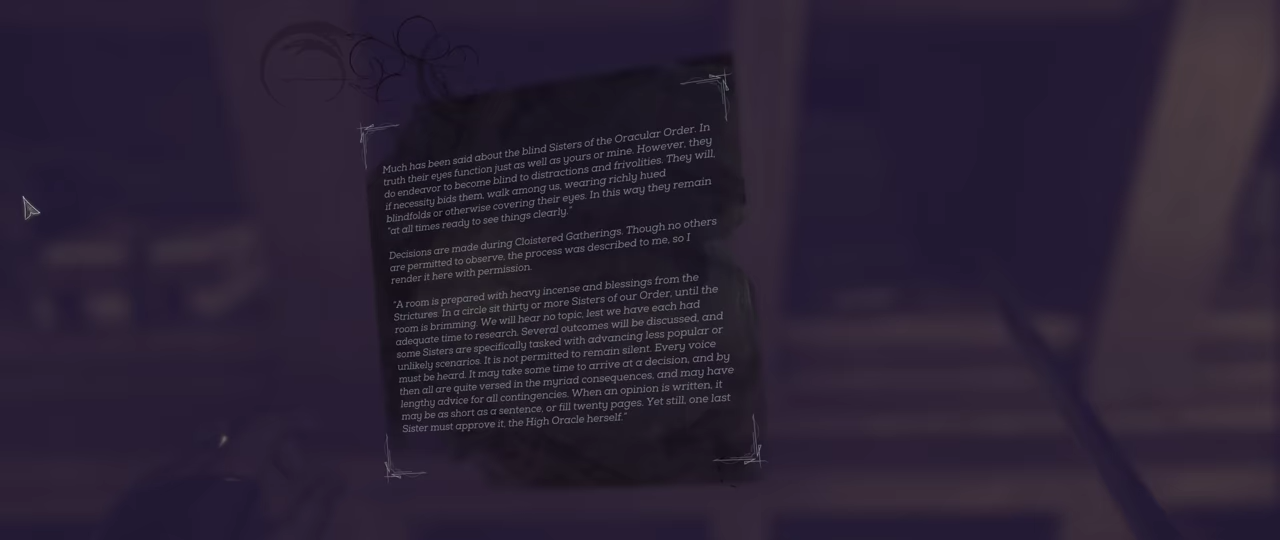 Much has been said about the blind Sisters of the Oracular Order. In
truth their eyes function just as well as yours or mine. However, they
do endeavor to become blind to distractions and frivolities. They will,
if necessity bids them, walk among us, wearing richly hued
blindfolds or otherwise covering their eyes. In this way they remain
"at all times ready to see things clearly."
Decisions are made during Cloistered Gatherings. Though no others
are permitted to observe, the process was described to me, so I
render it here with permission.
"A room is prepared with heavy incense and blessings from the
Strictures. In a circle sit thirty or more Sisters of our Order, until the
room is brimming. We will hear no topic, lest we have each had
adequate time to research. Several outcomes will be discussed, and
some Sisters are specifically tasked with advancing less popular or
unlikely scenarios. It is not permitted to remain silent. Every voice
must be heard. It may take some time to arrive at a decision, and by
then all are quite versed in the myriad consequences, and may have
lengthy advice for all contingencies. When an opinion is written, it
may be as short as a sentence, or fill twenty pages. Yet still, one last
Sister must approve it, the High Oracle herself."